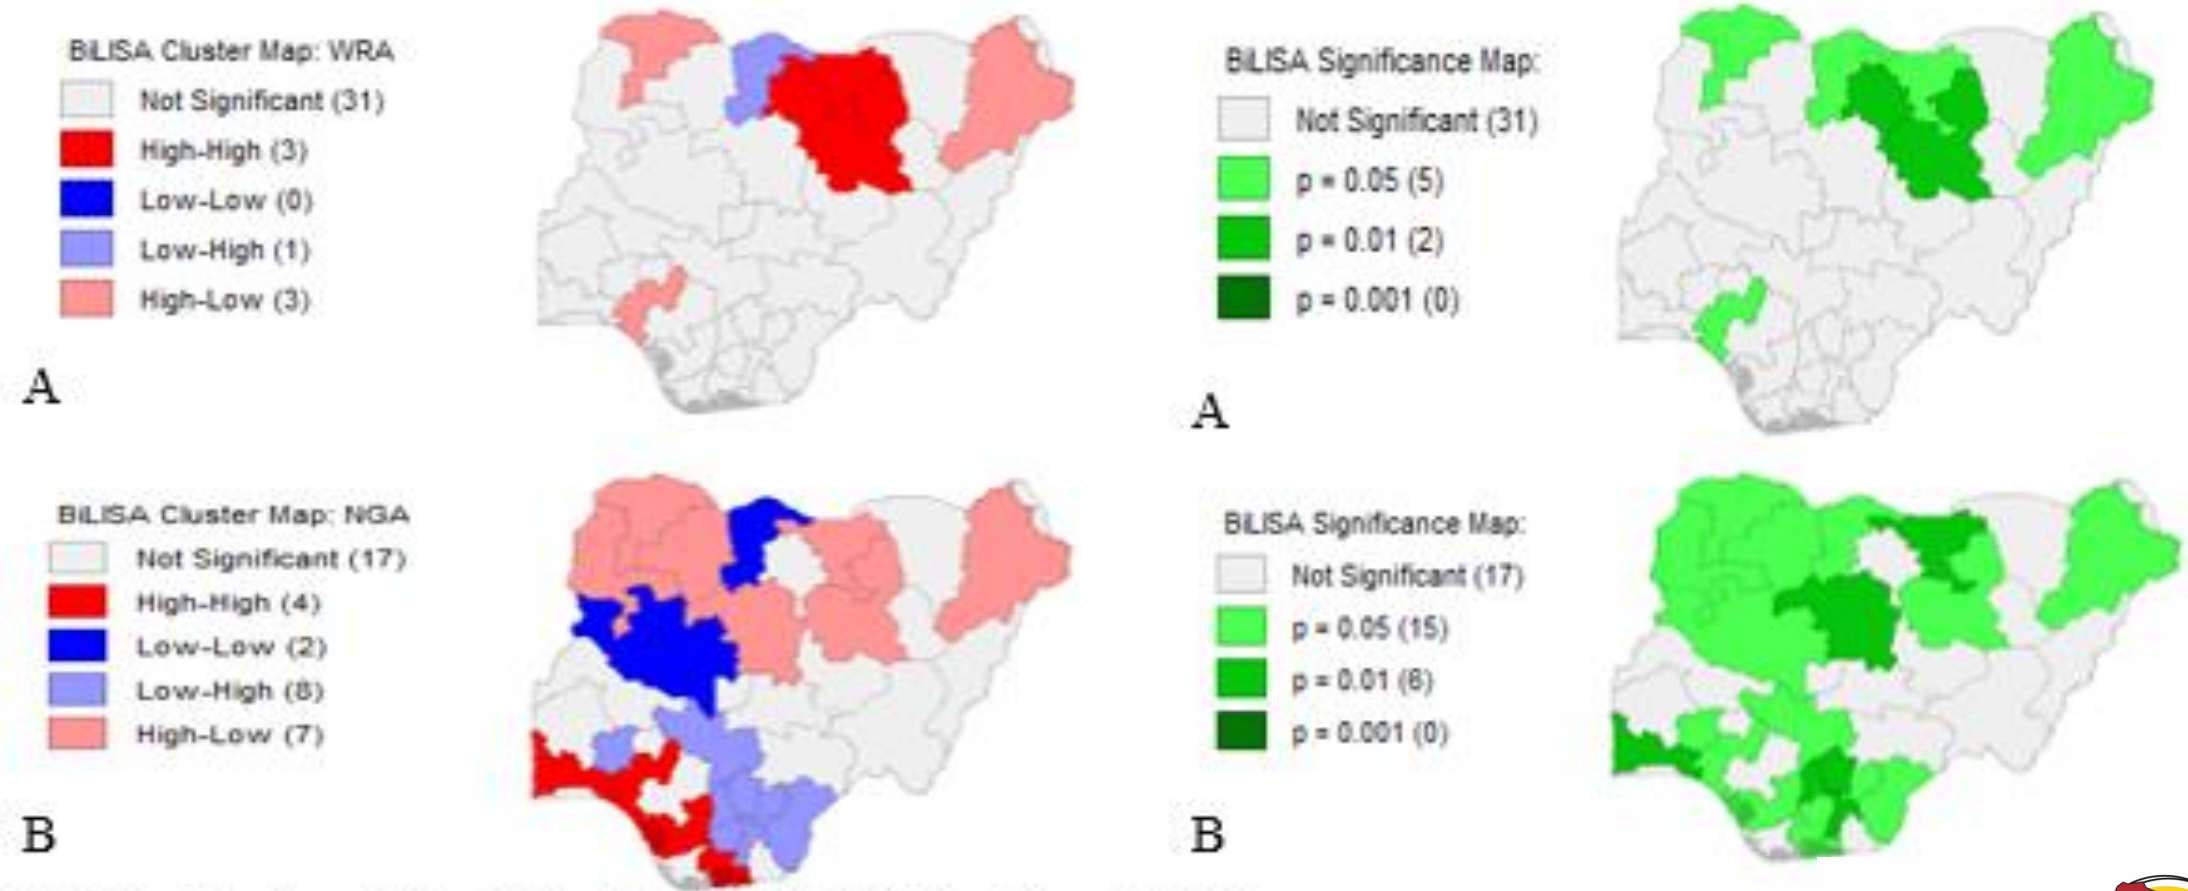 BiLISA Cluster Map: WRA
Not Significant (31)
High-High (3)
Low-Low (0)
Low-High (1)
High-Low (3)
A
BiLISA Significance Map:
Not Significant (31)
p = 0.05 (5)
p = 0.01 (2)
p = 0.001 (0)
A
BiLISA Cluster Map: NGA
Not Significant (17)
High-High (4)
Low-Low (2)
Low-High (8)
High-Low (7)
B
BiLISA Significance Map:
Not Significant (17)
p = 0.05 (15)
p = 0.01 (6)
p = 0.001 (0)
B